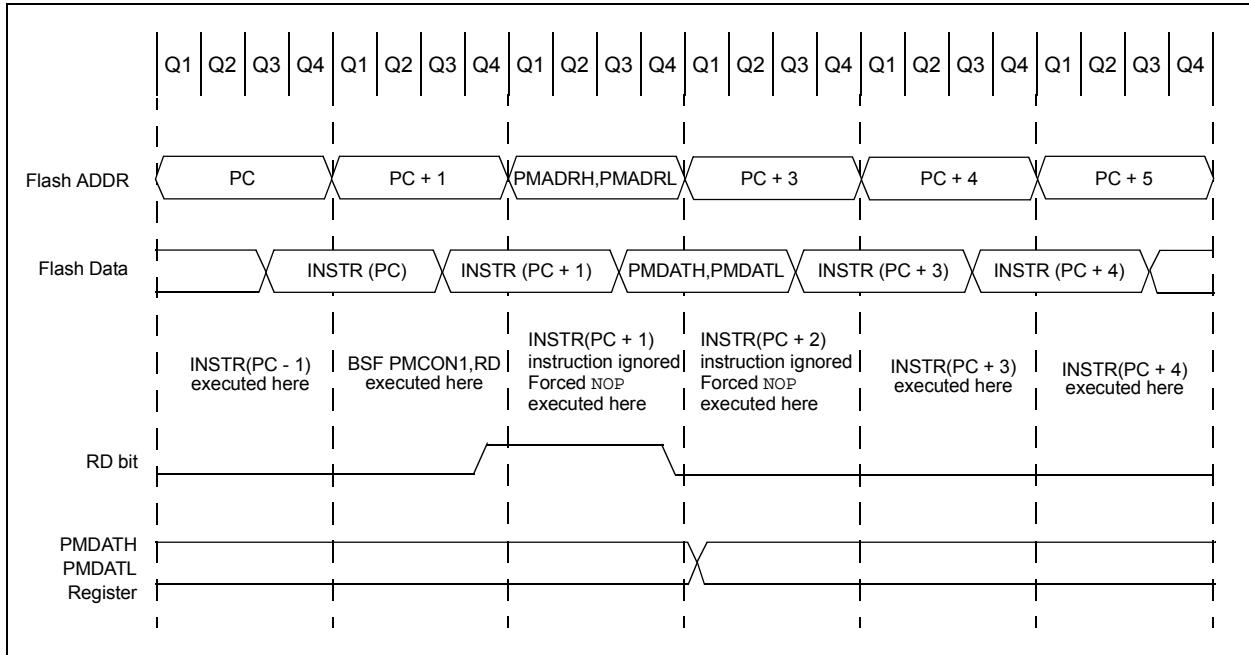 Q1 Q2 Q3 Q4 Q1 Q2 Q3 Q4 Q1 Q2 Q3 Q4 Q1 Q2 Q3 Q4 Q1 Q2 Q3 Q4 Q1 Q2 Q3 Q4
Flash ADDR PC PC + 1 PMADRH,PMADRL PC + 3 PC + 4 PC + 5
Flash Data INSTR (PC) INSTR (PC + 1) PMDATH,PMDATL INSTR (PC + 3) INSTR (PC + 4)
INSTR(PC - 1)
executed here
BSF PMCON1,RD
executed here
INSTR(PC + 1)
instruction ignored
Forced NOP
executed here
INSTR(PC + 2)
instruction ignored
Forced NOP
executed here
INSTR(PC + 3)
executed here
INSTR(PC + 4)
executed here
RD bit
PMDATH
PMDATL
Register